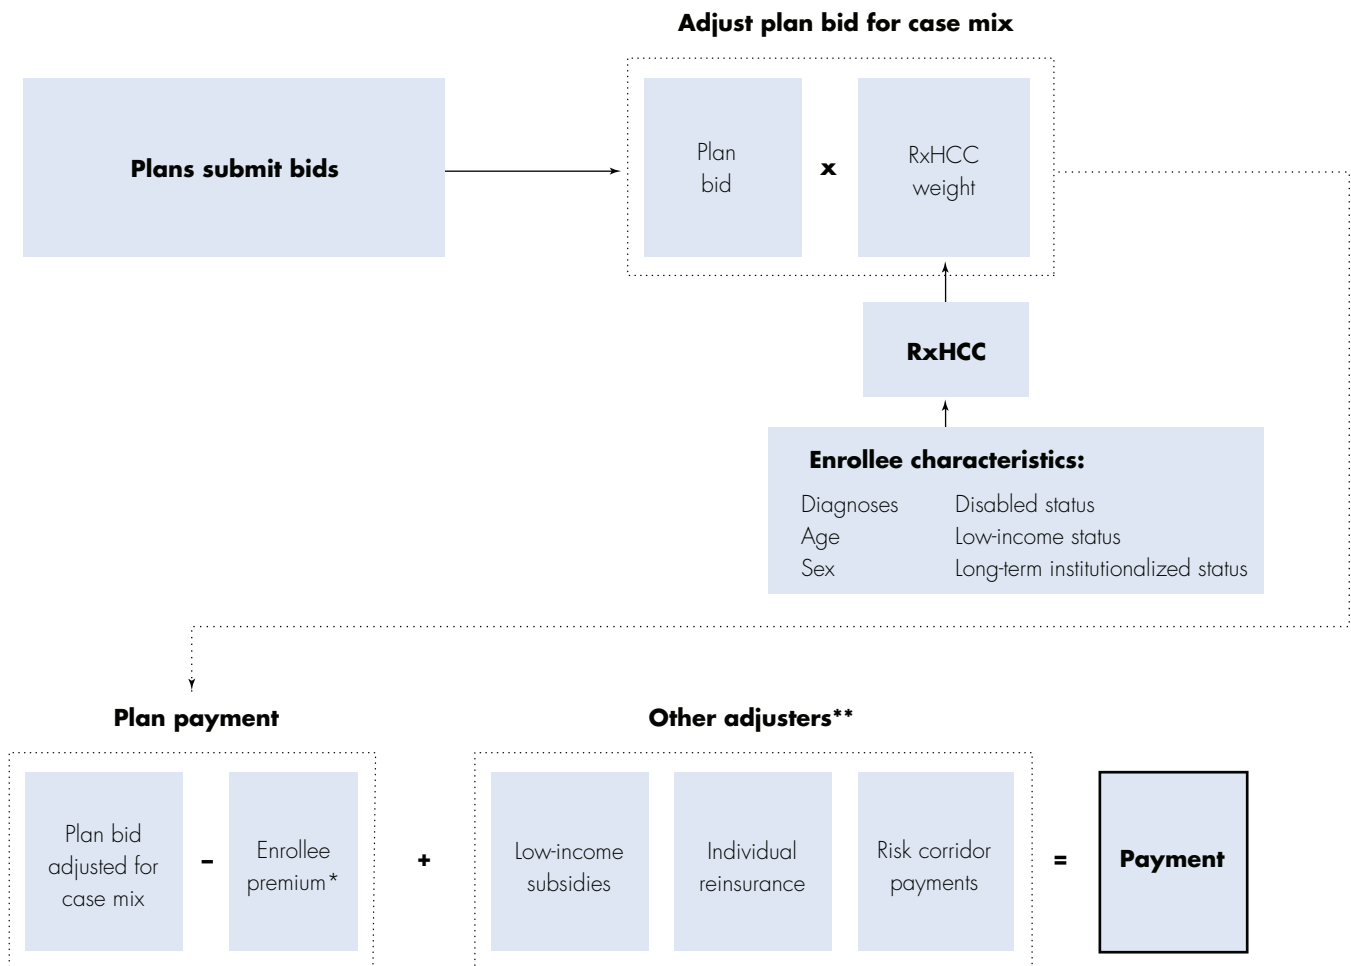 Adjust plan bid for case mix
Plans submit bids
Plan
bid
x
RxHCC
weight
RxHCC
Enrollee characteristics:
Diagnoses Disabled status
Age Low-income status
Sex Long-term institutionalized status
Plan payment
Other adjusters**
Plan bid
adjusted for
case mix
–
Enrollee
premium*
+
Low-income
subsidies
Individual
reinsurance
Risk corridor
payments
=
Payment